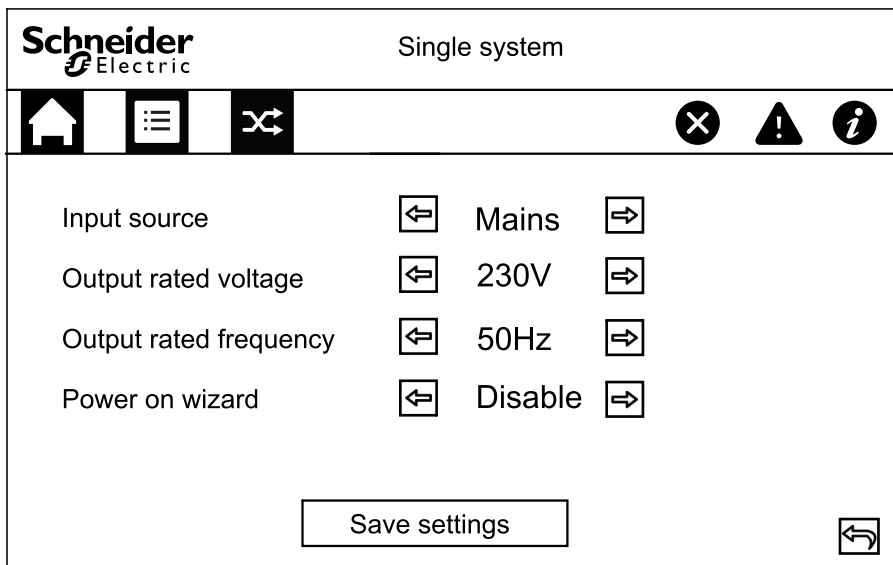 Schneider
Electric
Single system
Input source Mains
Output rated voltage 230V
Output rated frequency 50Hz
Power on wizard Disable
Save settings